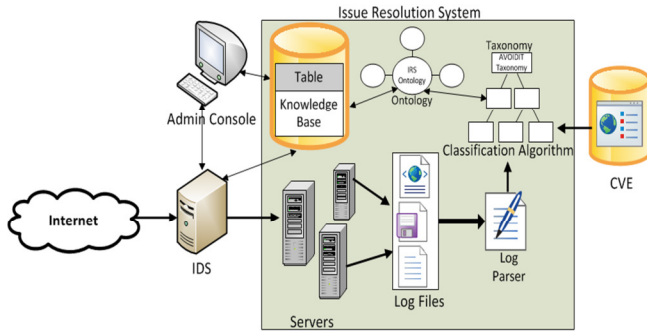 Issue Resolution System
Taxonomy
AVOIDIT
Taxonomy
IRS
Ontology
Ontology
Table
Knowledge
Base
Admin Console
Classification Algorithm
CVE
Internet
IDS
Log
Parser
Log Files
Servers